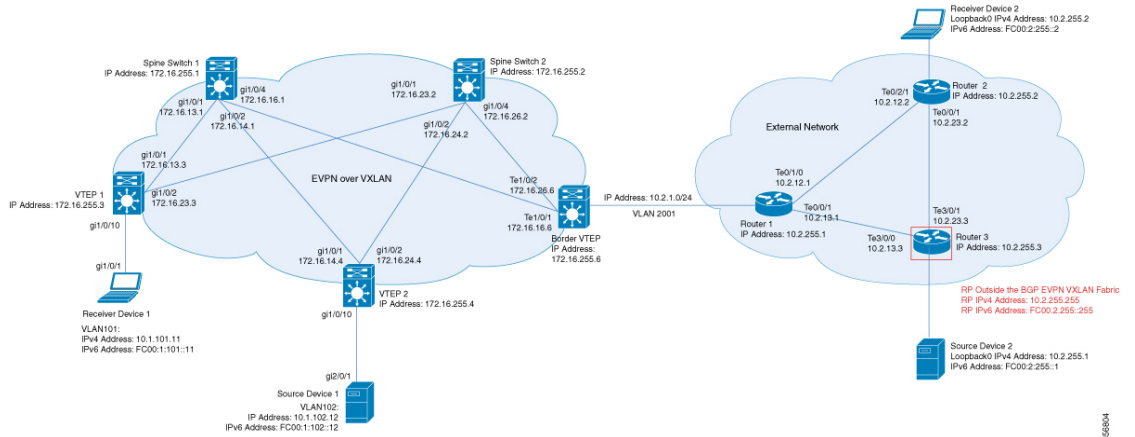 Spine Switch 1
IP Address: 172.16.255.1
gi1/0/4
172.16.16.1
gi1/0/1
172.16.13.1
gi1/0/2
172.16.14.1
Spine Switch 2
IP Address: 172.16.255.2
gi1/0/1
172.16.23.2
gi1/0/4
172.16.26.2
gi1/0/2
172.16.24.2
gi1/0/1
172.16.13.3
VTEP 1
IP Address: 172.16.255.3
gi1/0/2
172.16.23.3
gi1/0/10
EVPN over VXLAN
Te1/0/2
172.16.26.6
Te1/0/1
172.16.16.6
Border VTEP
IP Address:
172.16.255.6
gi1/0/1
172.16.14.4
gi1/0/2
172.16.24.4
VTEP 2
IP Address: 172.16.255.4
gi1/0/10
gi1/0/1
Receiver Device 1
VLAN101:
IPv4 Address: 10.1.101.11
IPv6 Address: FC00:1:101::11
gi2/0/1
Source Device 1
VLAN102:
IP Address: 10.1.102.12
IPv6 Address: FC00:1:102::12
IP Address: 10.2.1.0/24
VLAN 2001
Receiver Device 2
Loopback0 IPv4 Address: 10.2.255.2
IPv6 Address: FC00:2:255::2
Te0/2/1
10.2.12.2
Router 2
IP Address: 10.2.255.2
Te0/0/1
10.2.23.2
External Network
Te0/1/0
10.2.12.1
Te0/0/1
10.2.13.1
Router 1
IP Address: 10.2.255.1
Te3/0/1
10.2.23.3
Te3/0/0
10.2.13.3
Router 3
IP Address: 10.2.255.3
RP Outside the BGP EVPN VXLAN Fabric
RP IPv4 Address: 10.2.255.255
RP IPv6 Address: FC00.2.255::255
Source Device 2
Loopback0 IPv4 Address: 10.2.255.1
IPv6 Address: FC00:2:255::1
56804